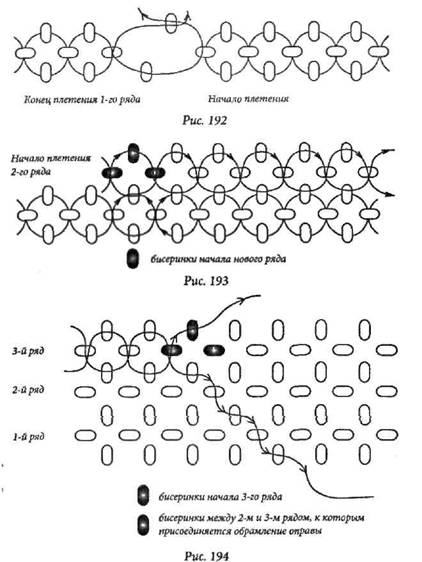 Конец плетения 1-го ряда
Начало плетения
Рис. 192
Начало плетения
2-го ряда
бисеринки начала нового ряда
Рис. 193
3-й ряд
2-й ряд
1-й ряд
бисеринки начала 3-го ряда
бисеринки между 2-м и 3-м рядом, к которым
присоединяется обрамление оправы
Рис. 194